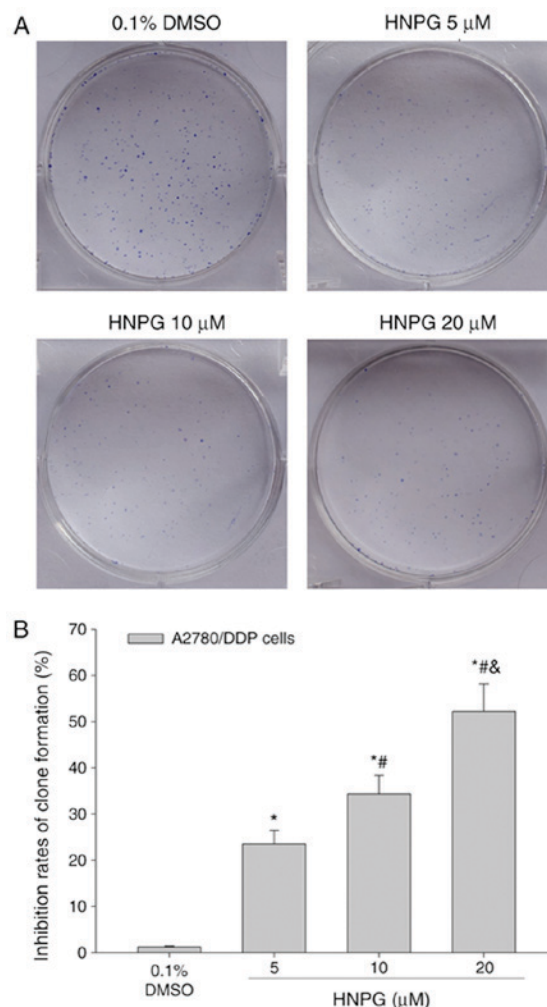 A
0.1% DMSO
HNPG 5 μM
HNPG 10 μM
HNPG 20 μM
B
Inhibition rates of clone formation (%)
70
60
50
40
30
20
10
0
A2780/DDP cells
*
*#
*#&
0.1%
DMSO
5
10
20
HNPG (μM)